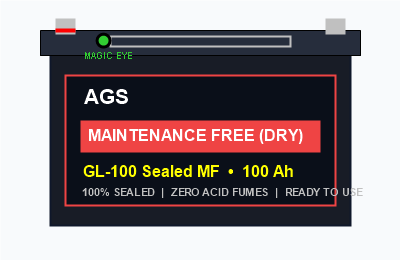 MAGIC EYE
AGS
MAINTENANCE FREE (DRY)
GL-100 Sealed MF • 100 Ah
100% SEALED | ZERO ACID FUMES | READY TO USE